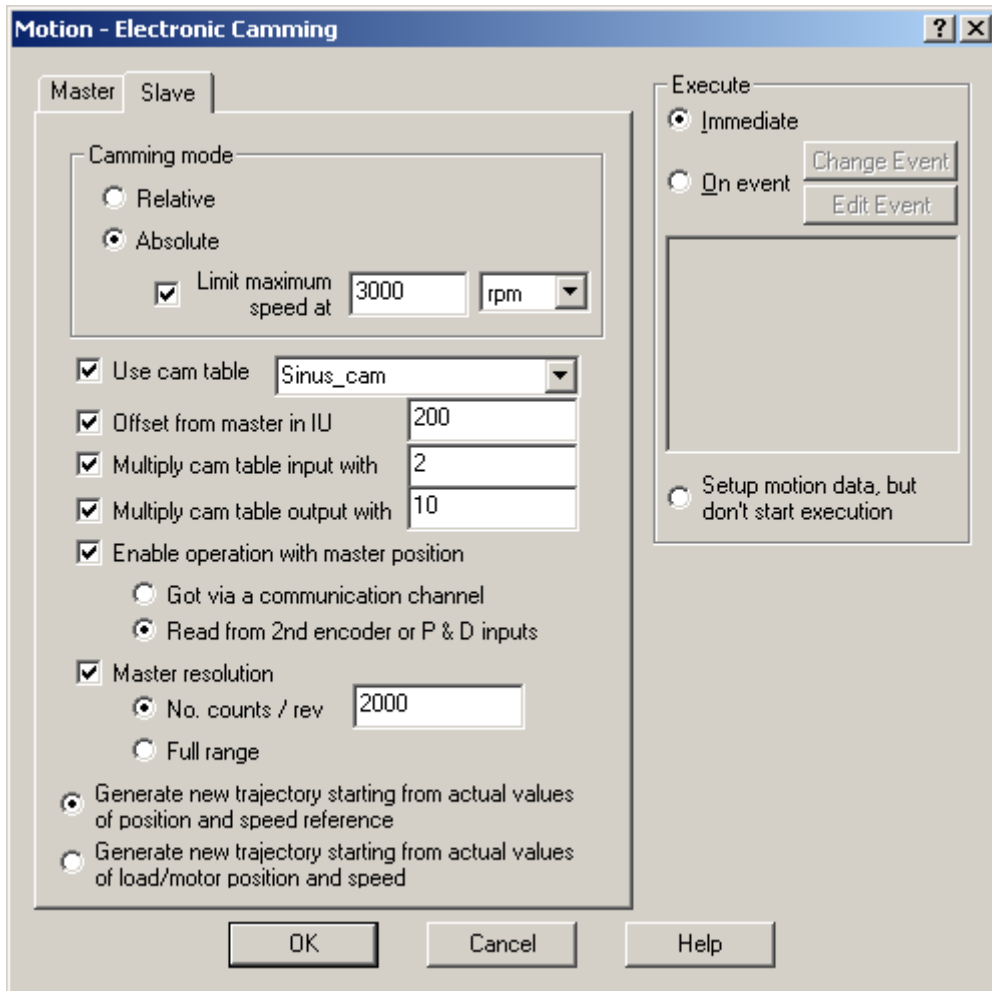 Motion - Electronic Camming
Master
Slave
Camming mode
Relative
Absolute
Limit maximum
speed at
3000
rpm
Use cam table
Sinus_cam
Offset from master in IU
200
Multiply cam table input with
2
Multiply cam table output with
10
Enable operation with master position
Got via a communication channel
Read from 2nd encoder or P & D inputs
Master resolution
No. counts / rev
2000
Full range
Generate new trajectory starting from actual values
of position and speed reference
Generate new trajectory starting from actual values
of load/motor position and speed
Execute
Immediate
On event
Change Event
Edit Event
Setup motion data, but
don't start execution
OK
Cancel
Help